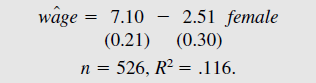 wâge = 7.10 − 2.51 female
(0.21) (0.30)
n = 526, R² = .116.